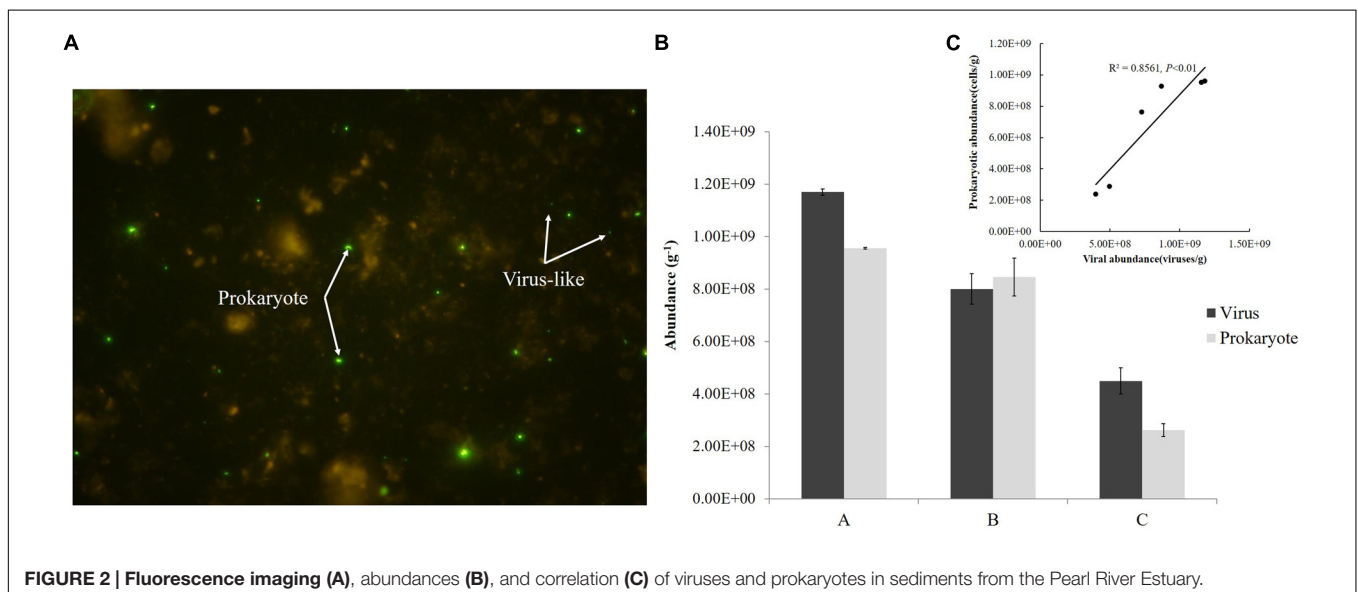 A
B
C
Prokaryote
Virus-like
Abundance (g-1)
1.40E+09
1.20E+09
1.00E+09
8.00E+08
6.00E+08
4.00E+08
2.00E+08
0.00E+00
A
B
C
Prokaryotic abundance(cells/g)
1.20E+09
1.00E+09
8.00E+08
6.00E+08
4.00E+08
2.00E+08
0.00E+00
R² = 0.8561, P<0.01
0.00E+00
5.00E+08
1.00E+09
1.50E+09
Viral abundance(viruses/g)
Virus
Prokaryote
FIGURE 2 | Fluorescence imaging (A), abundances (B), and correlation (C) of viruses and prokaryotes in sediments from the Pearl River Estuary.